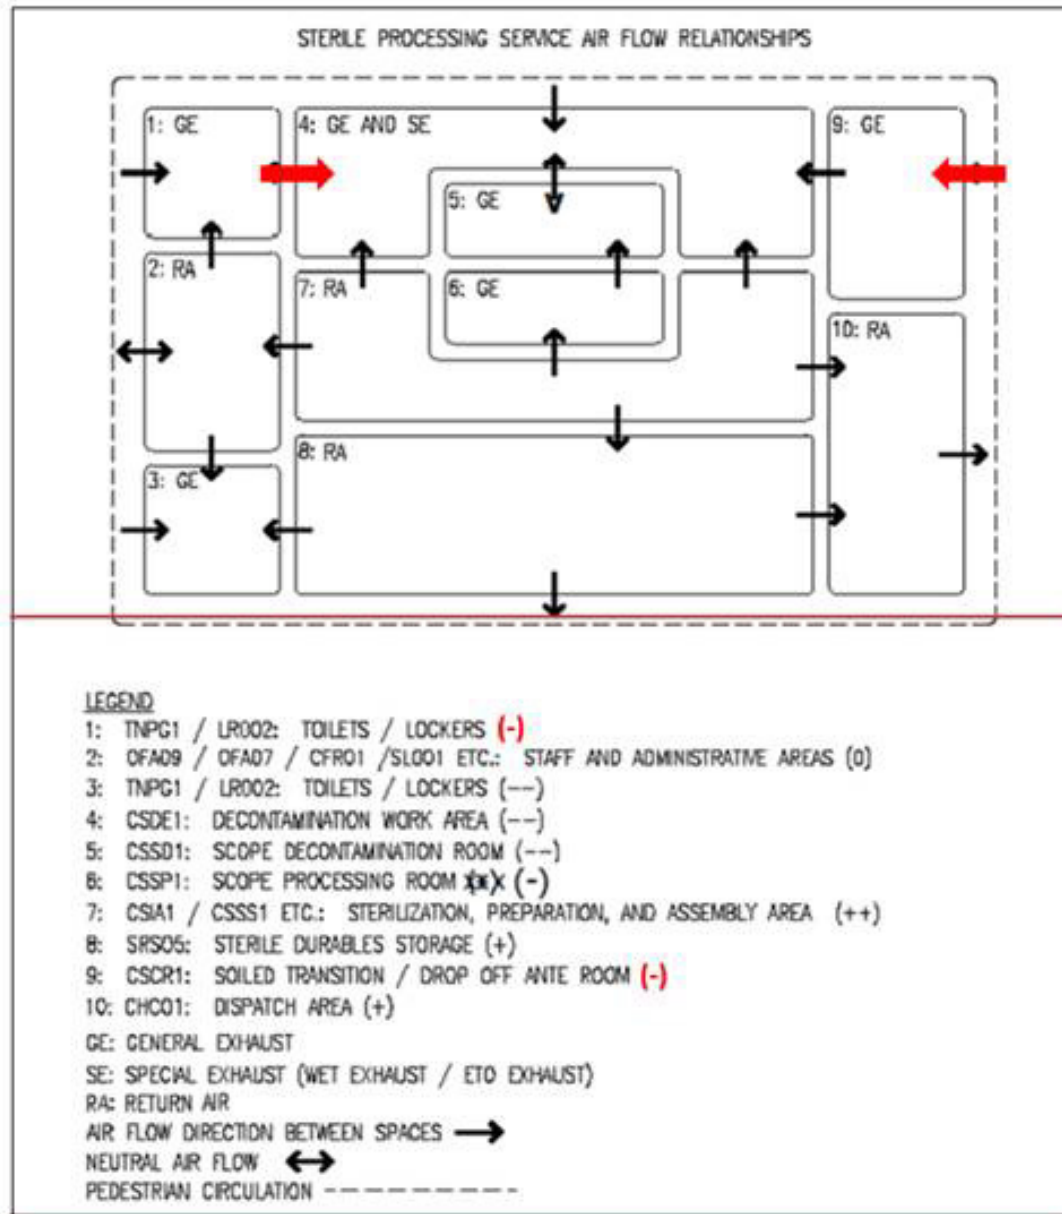 STERILE PROCESSING SERVICE AIR FLOW RELATIONSHIPS
1: GE
4: GE AND SE
9: GE
5: GE
2: RA
7: RA
6: GE
10: RA
8: RA
3: GE
LEGEND
1: TNPG1 / LR002: TOILETS / LOCKERS (-)
2: OFA09 / OFA07 / CFR01 /SL001 ETC.: STAFF AND ADMINISTRATIVE AREAS (0)
3: TNPG1 / LR002: TOILETS / LOCKERS (--)
4: CSDE1: DECONTAMINATION WORK AREA (--)
5: CSSD1: SCOPE DECONTAMINATION ROOM (--)
6: CSSP1: SCOPE PROCESSING ROOM (-)
7: CSIA1 / CSSS1 ETC.: STERILIZATION, PREPARATION, AND ASSEMBLY AREA (++)
8: SRS05: STERILE DURABLES STORAGE (+)
9: CSCR1: SOILED TRANSITION / DROP OFF ANTE ROOM (-)
10: CHC01: DISPATCH AREA (+)
GE: GENERAL EXHAUST
SE: SPECIAL EXHAUST (WET EXHAUST / ETO EXHAUST)
RA: RETURN AIR
AIR FLOW DIRECTION BETWEEN SPACES
NEUTRAL AIR FLOW
PEDESTRIAN CIRCULATION